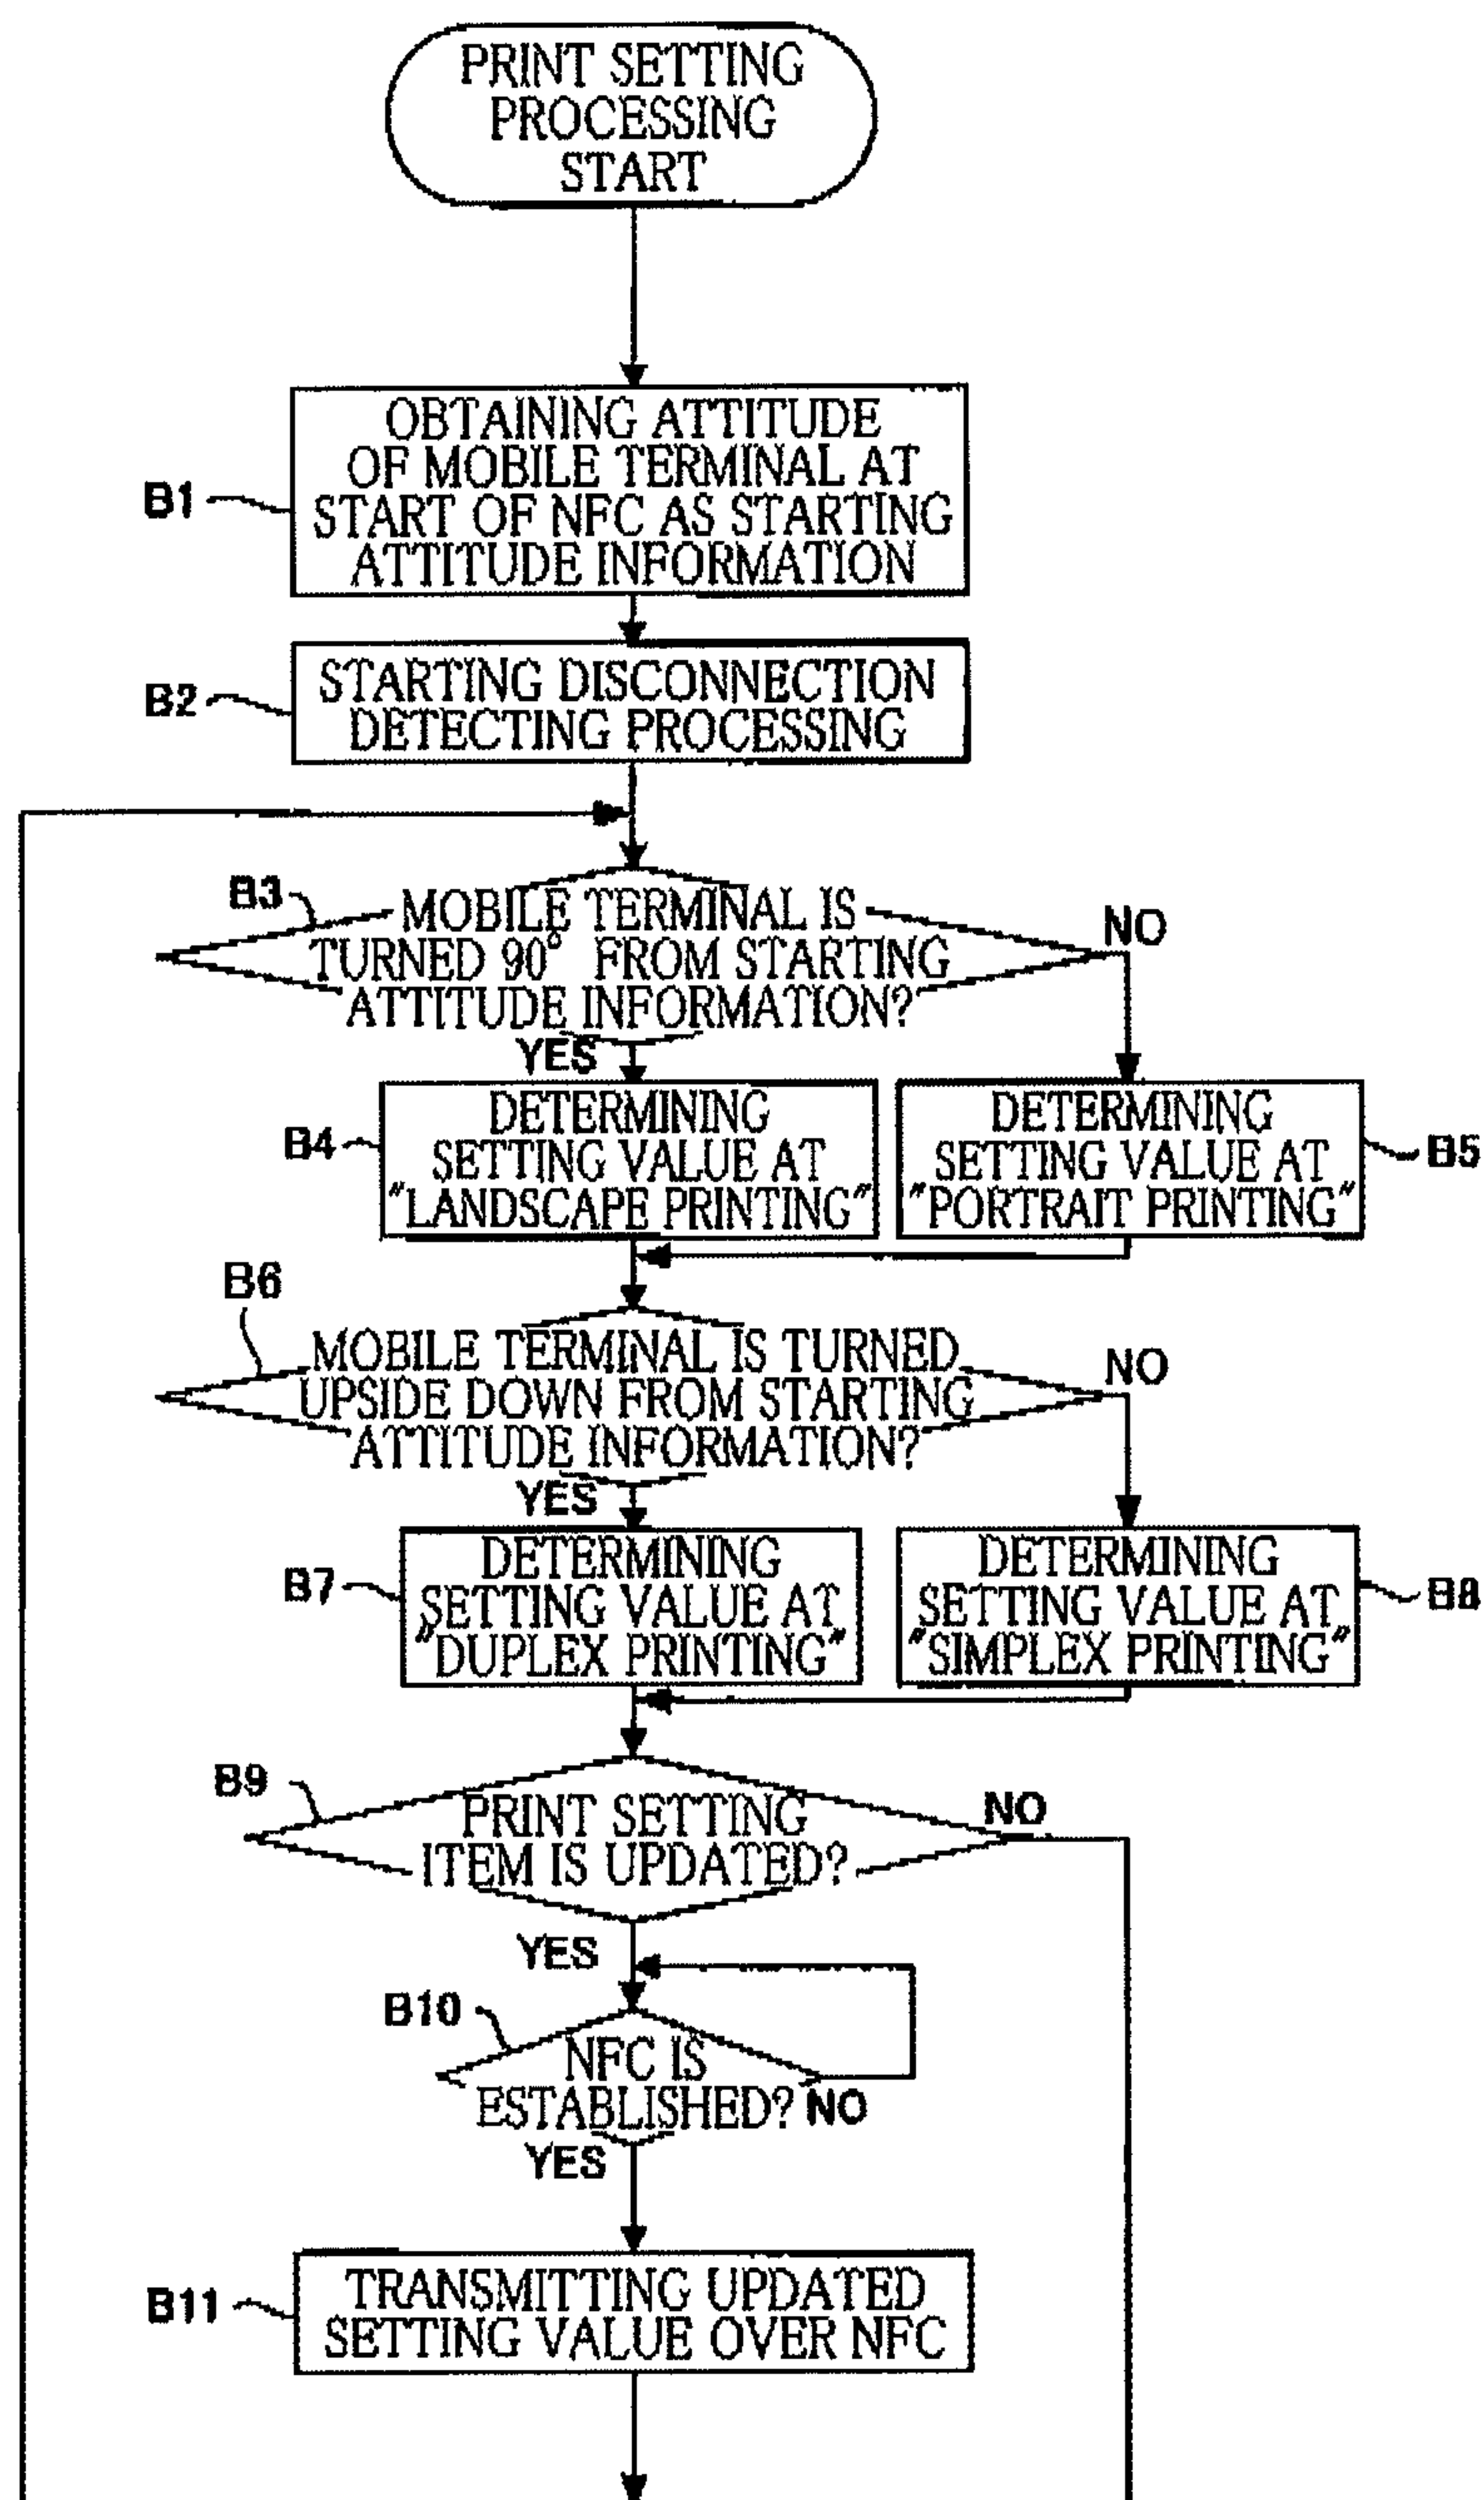 PRINT SETTING
PROCESSING
START
OBTAINING ATTITUDE
OF MOBILE TERMINAL AT
START OF NFC AS STARTING
ATTITUDE INFORMATION
B1
STARTING DISCONNECTION
DETECTING PROCESSING
B2
B3
MOBILE TERMINAL IS
TURNED 90° FROM STARTING
ATTITUDE INFORMATION?
NO
YES
DETERMINING
SETTING VALUE AT
"LANDSCAPE PRINTING"
B4
DETERMINING
SETTING VALUE AT
"PORTRAIT PRINTING"
B5
B6
MOBILE TERMINAL IS TURNED
UPSIDE DOWN FROM STARTING
ATTITUDE INFORMATION?
NO
YES
DETERMINING
SETTING VALUE AT
"DUPLEX PRINTING"
B7
DETERMINING
SETTING VALUE AT
"SIMPLEX PRINTING"
B8
B9
PRINT SETTING
ITEM IS UPDATED?
NO
YES
B10
NFC IS
ESTABLISHED?
NO
YES
B11
TRANSMITTING UPDATED
SETTING VALUE OVER NFC